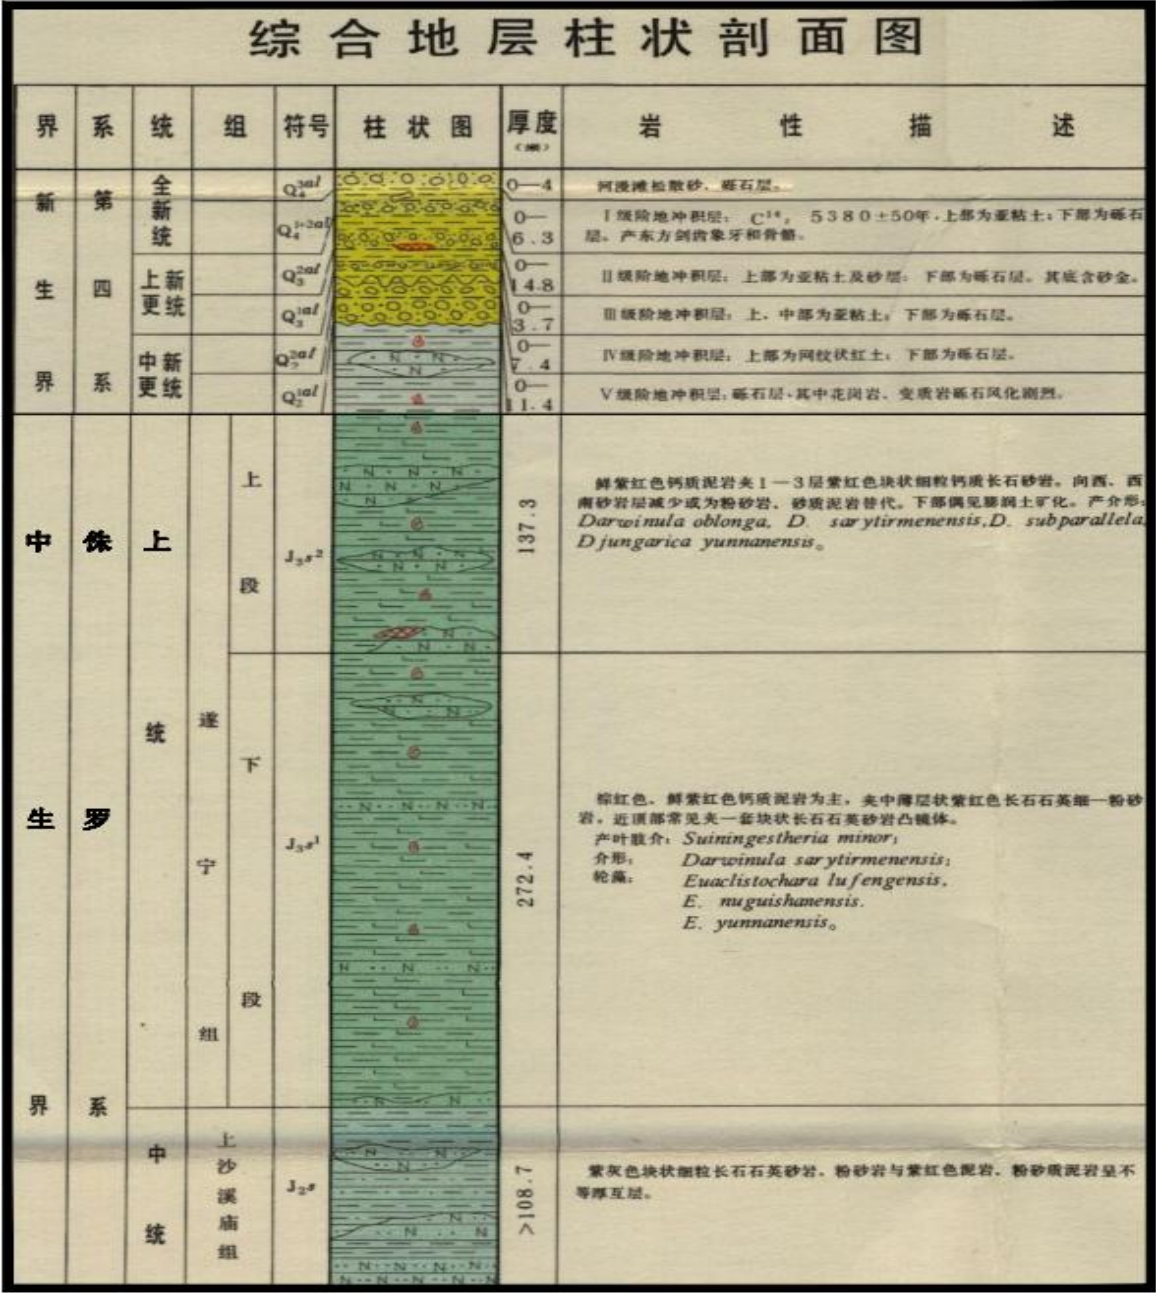 综合地层柱状剖面图
界 系 统 组 符号 柱状图 厚度 岩性描述
(米)
新生界 第四系 全新统 Q₄³ᵃˡ 0—4 河漫滩松散砂、砾石层。
Q₄¹⁺²ᵃˡ 0—6.3 Ⅰ级阶地冲积层: C¹⁴, 5380±50年.上部为亚粘土;下部为砾石
层。产东方剑齿象牙和骨骼。
上更新统 Q₃²ᵃˡ 0—14.8 Ⅱ级阶地冲积层:上部为亚粘土及砂层;下部为砾石层。其底含砂金。
Q₃¹ᵃˡ 0—3.7 Ⅲ级阶地冲积层:上、中部为亚粘土;下部为砾石层。
中更新统 Q₂²ᵃˡ 0—7.4 Ⅳ级阶地冲积层:上部为网纹状红土;下部为砾石层。
Q₂¹ᵃˡ 0—11.4 Ⅴ级阶地冲积层:砾石层.其中花岗岩、变质岩砾石风化剧烈。
中生界 侏罗系 上统 遂宁组 上段 J₃s² 137.3
鲜紫红色钙质泥岩夹1—3层紫红色块状细粒钙质长石砂岩。向西、西
南砂岩层减少或为粉砂岩、砂质泥岩替代。下部偶见膨润土矿化。产介形:
Darwinula oblonga, D. sarytirmenensis, D. subparallela,
Djungarica yunnanensis。
下段 J₃s¹ 272.4
棕红色、鲜紫红色钙质泥岩为主,夹中薄层状紫红色长石石英细—粉砂
岩,近顶部常见夹一套块状长石石英砂岩凸镜体。
产叶肢介: Suiningestheria minor;
介形: Darwinula sarytirmenensis;
轮藻: Euaclistochara lufengensis.
E. nuguishanensis.
E. yunnanensis。
中统 上沙溪庙组 J₂s >108.7
紫灰色块状细粒长石石英砂岩、粉砂岩与紫红色泥岩、粉砂质泥岩呈不
等厚互层。